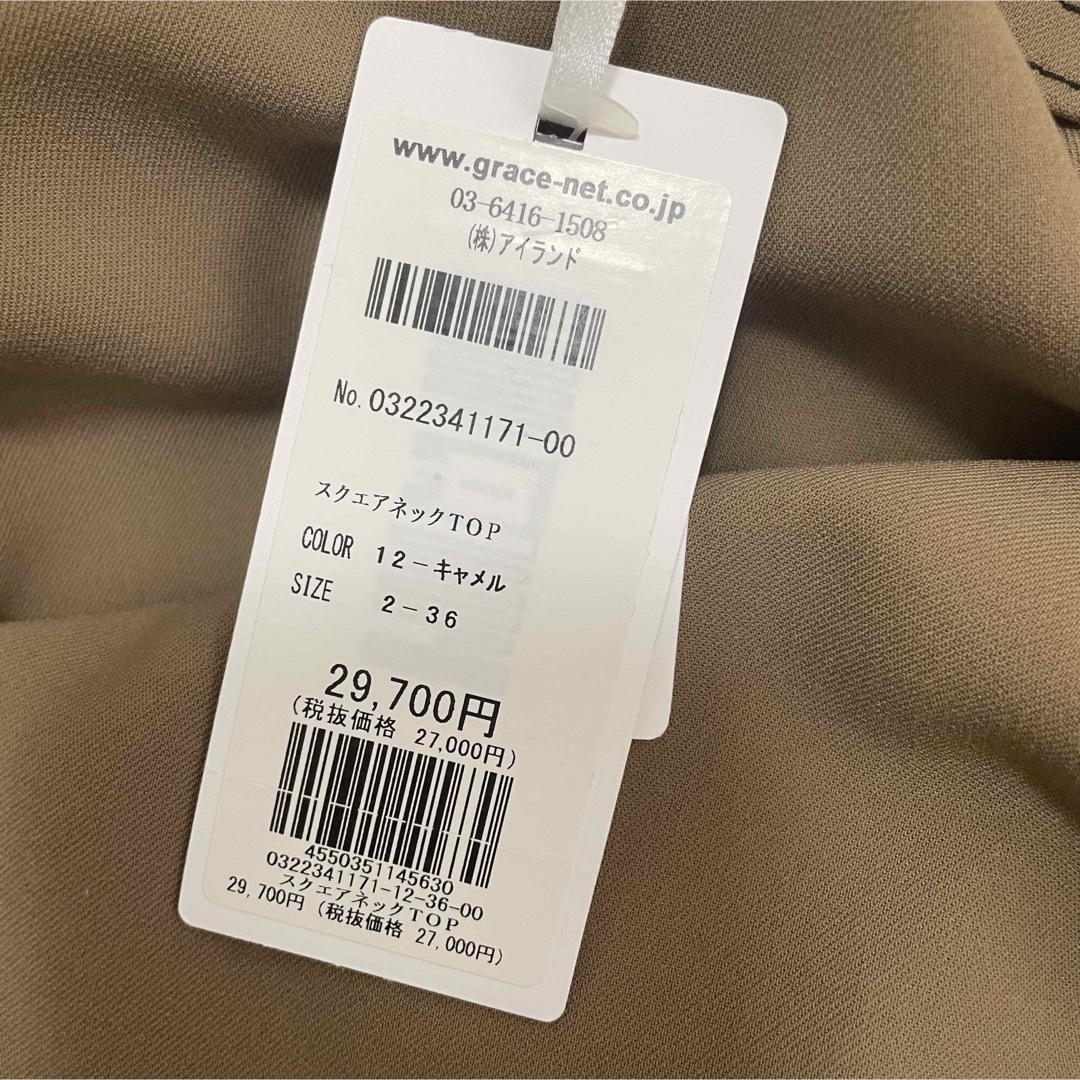 www.grace-net.co.jp
03-6416-1508
(株)アイランド
No. 0322341171-00
スクエアネックTOP
COLOR 12-キャメル
SIZE 2-36
29,700円
(税抜価格 27,000円)
4550351145630
0322341171-12-36-00
スクエアネックTOP
29,700円 (税抜価格 27,000円)